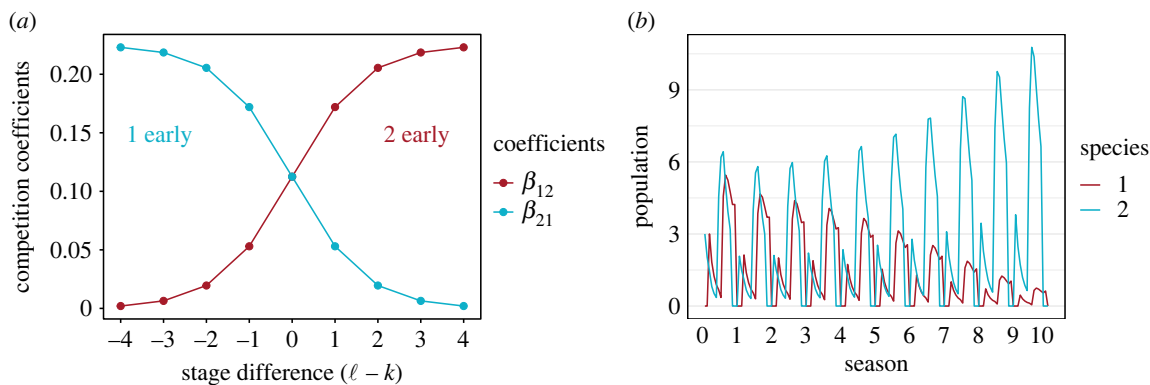 (a)
competition coefficients
0.20
0.15
0.10
0.05
0
1 early
2 early
–4 –3 –2 –1 0 1 2 3 4
stage difference (ℓ – k)
coefficients
β12
β21
(b)
population
9
6
3
0
0 1 2 3 4 5 6 7 8 9 10
season
species
1
2